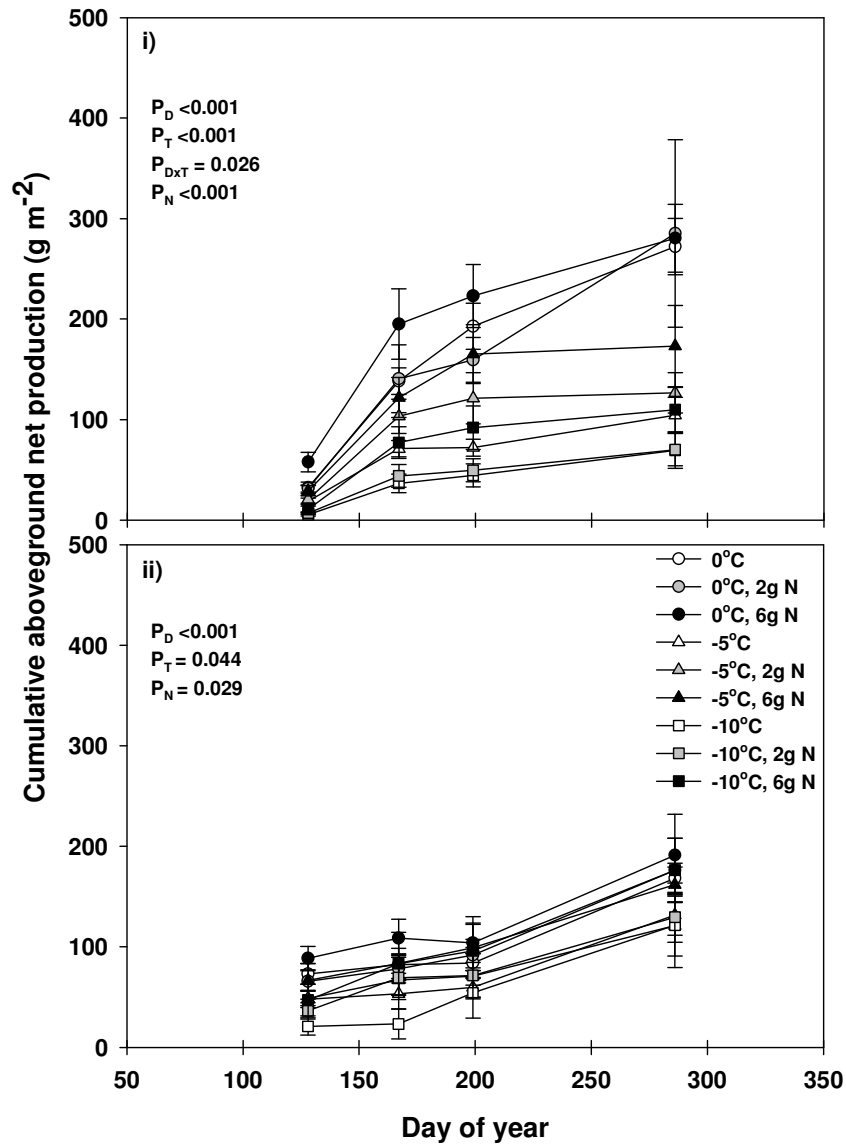 Cumulative aboveground net production (g m⁻²)
500
400
300
200
100
0
i)
P_D <0.001
P_T <0.001
P_DxT = 0.026
P_N <0.001
500
400
300
200
100
0
ii)
P_D <0.001
P_T = 0.044
P_N = 0.029
0°C
0°C, 2g N
0°C, 6g N
-5°C
-5°C, 2g N
-5°C, 6g N
-10°C
-10°C, 2g N
-10°C, 6g N
50 100 150 200 250 300 350
Day of year